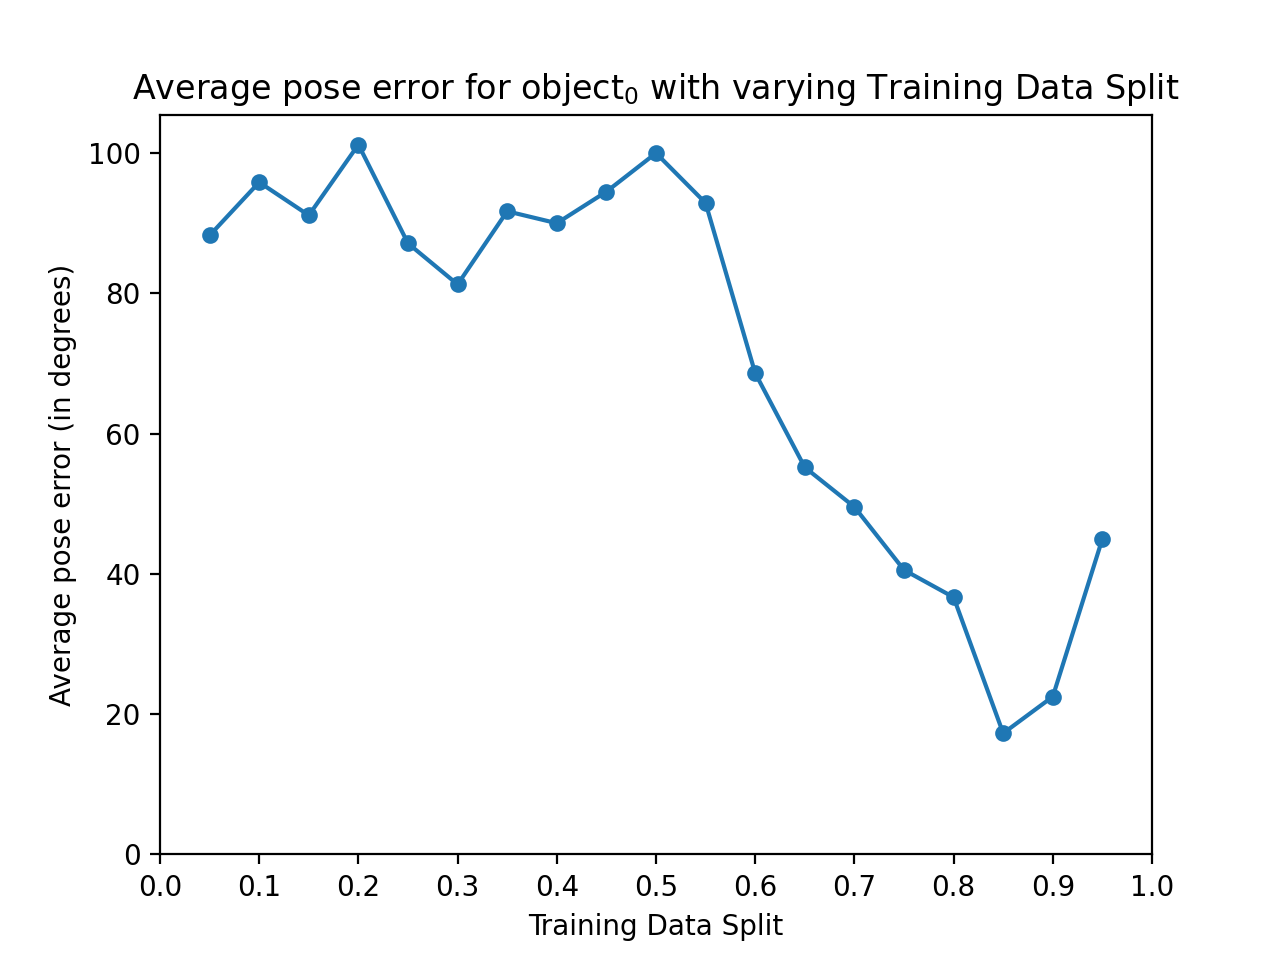 Average pose error for object₀ with varying Training Data Split
100
80
60
40
20
0
Average pose error (in degrees)
0.0 0.1 0.2 0.3 0.4 0.5 0.6 0.7 0.8 0.9 1.0
Training Data Split